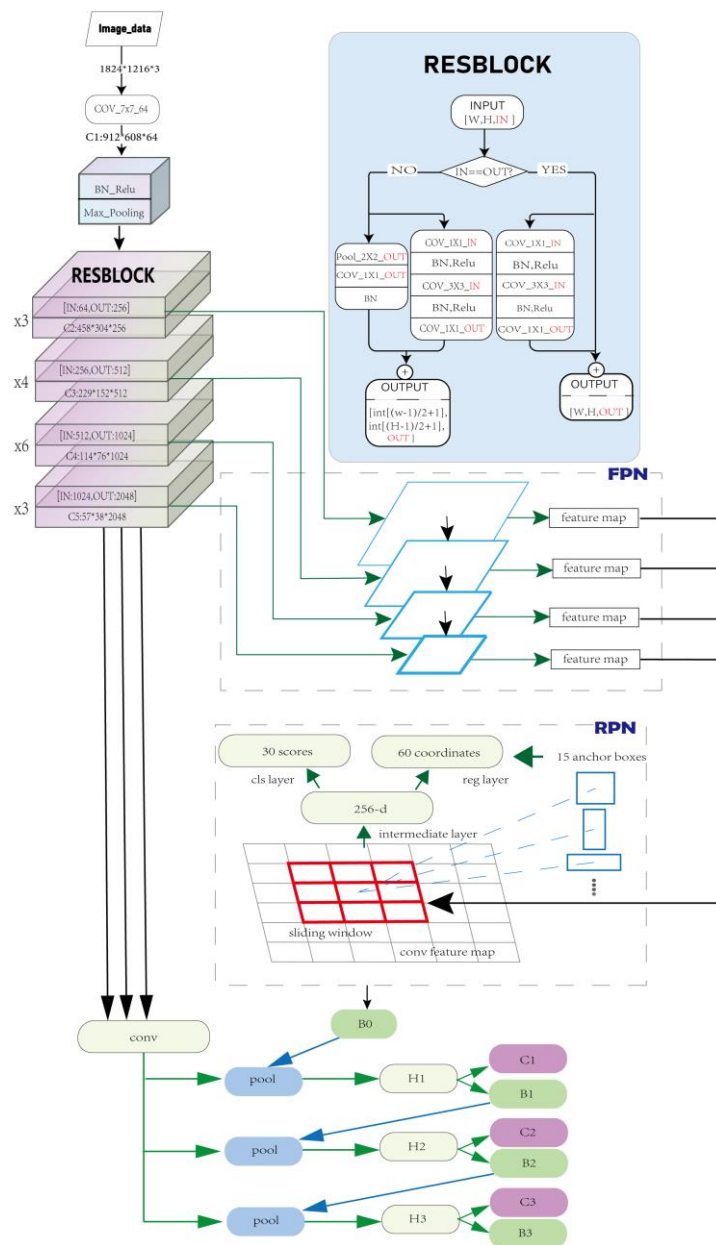 Image_data
1824*1216*3
COV_7x7_64
C1:912*608*64
BN_Relu
Max_Pooling
RESBLOCK
[IN:64,OUT:256]
x3
C2:458*304*256
[IN:256,OUT:512]
x4
C3:229*152*512
[IN:512,OUT:1024]
x6
C4:114*76*1024
[IN:1024,OUT:2048]
x3
C5:57*38*2048
RESBLOCK
INPUT
[W,H,IN ]
NO
IN==OUT?
YES
Pool_2X2_OUT
COV_1X1_OUT
BN
COV_1X1_IN
BN,Relu
COV_3X3_IN
BN,Relu
COV_1X1_OUT
COV_1X1_IN
BN,Relu
COV_3X3_IN
BN,Relu
COV_1X1_OUT
+
OUTPUT
[int[(w-1)/2+1],
int[(H-1)/2+1],
OUT ]
+
OUTPUT
[W,H,OUT ]
FPN
feature map
feature map
feature map
feature map
RPN
30 scores
60 coordinates
15 anchor boxes
cls layer
reg layer
256-d
intermediate layer
sliding window
conv feature map
conv
B0
pool
H1
C1
B1
pool
H2
C2
B2
pool
H3
C3
B3